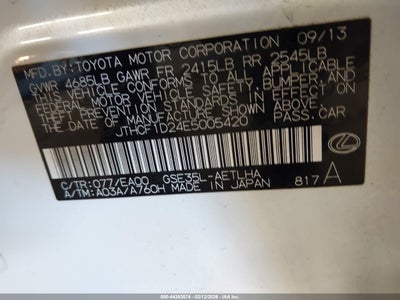 MFD.BY:TOYOTA MOTOR CORPORATION 09/13
GVWR 4685LB GAWR FR 2415LB RR 2545LB
THIS VEHICLE CONFORMS TO ALL APPLICABLE
FEDERAL MOTOR VEHICLE SAFETY, BUMPER, AND
THEFT PREVENTION STANDARDS IN EFFECT ON
THE DATE OF MANUFACTURE SHOWN ABOVE.
JTHCF1D24E5005420 PASS.CAR
C/TR:077/EA00 GSE35L-AETLHA
A/TM:A03A/A760H MADE IN JAPAN 817A